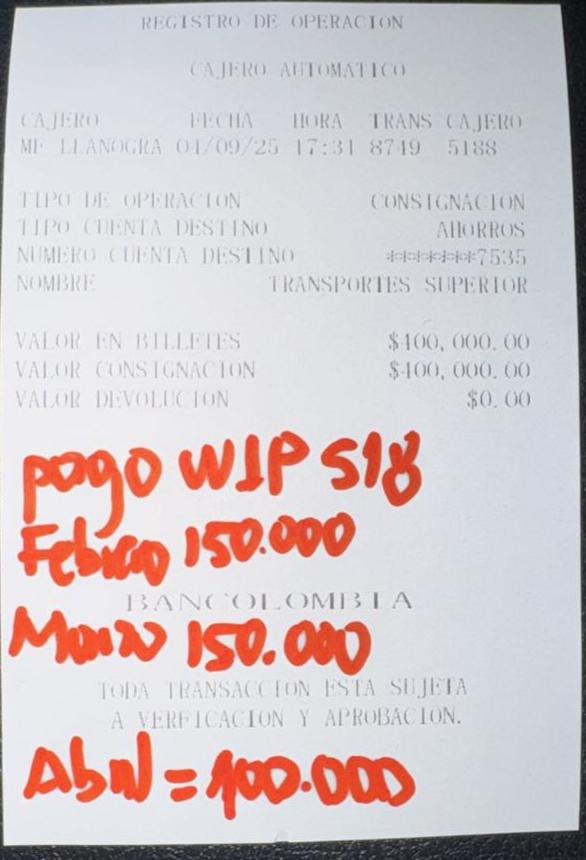 REGISTRO DE OPERACION
CAJERO AUTOMATICO
CAJERO FECHA HORA TRANS CAJERO
MF LLANOGRA 04/09/25 17:31 8749 5188
TIPO DE OPERACION CONSIGNACION
TIPO CUENTA DESTINO AHORROS
NUMERO CUENTA DESTINO *******7535
NOMBRE TRANSPORTES SUPERIOR
VALOR EN BILLETES $400,000.00
VALOR CONSIGNACION $400,000.00
VALOR DEVOLUCION $0.00
pago WIP 518
Febrero 150.000
BANCOLOMBIA
Marzo 150.000
TODA TRANSACCION ESTA SUJETA
A VERFICACION Y APROBACION.
Abril = 100.000